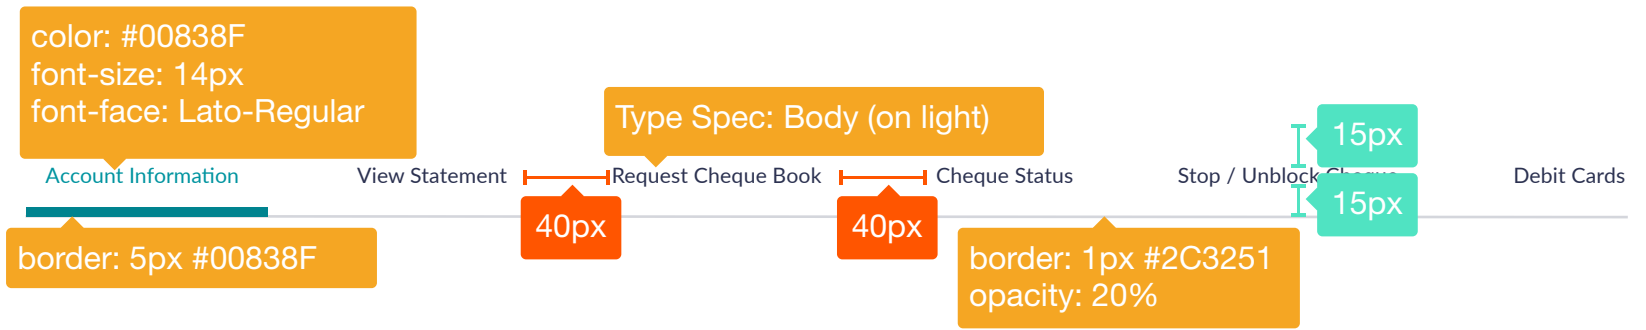 color: #00838F
font-size: 14px
font-face: Lato-Regular
Type Spec: Body (on light)
15px
Account Information
View Statement
Request Cheque Book
Cheque Status
Stop / Unblock Cheque
Debit Cards
15px
40px
40px
border: 5px #00838F
border: 1px #2C3251
opacity: 20%